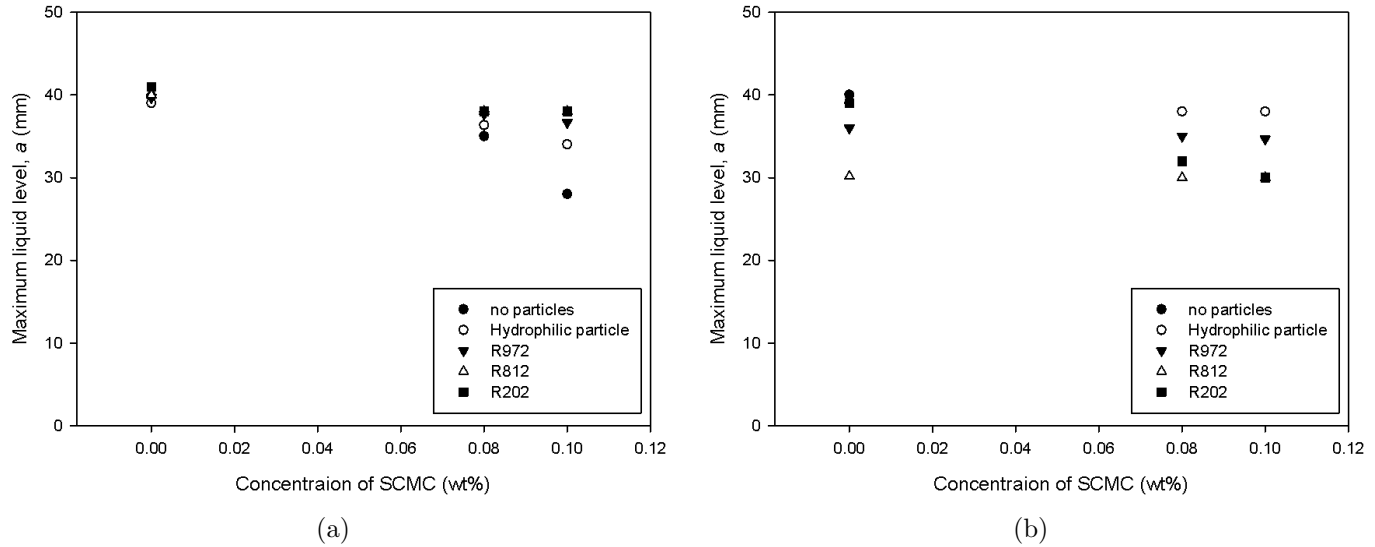 50
40
30
20
10
0
Maximum liquid level, a (mm)
no particles
Hydrophilic particle
R972
R812
R202
0.00 0.02 0.04 0.06 0.08 0.10 0.12
Concentraion of SCMC (wt%)
(a)
50
40
30
20
10
0
Maximum liquid level, a (mm)
no particles
Hydrophilic particle
R972
R812
R202
0.00 0.02 0.04 0.06 0.08 0.10 0.12
Concentraion of SCMC (wt%)
(b)